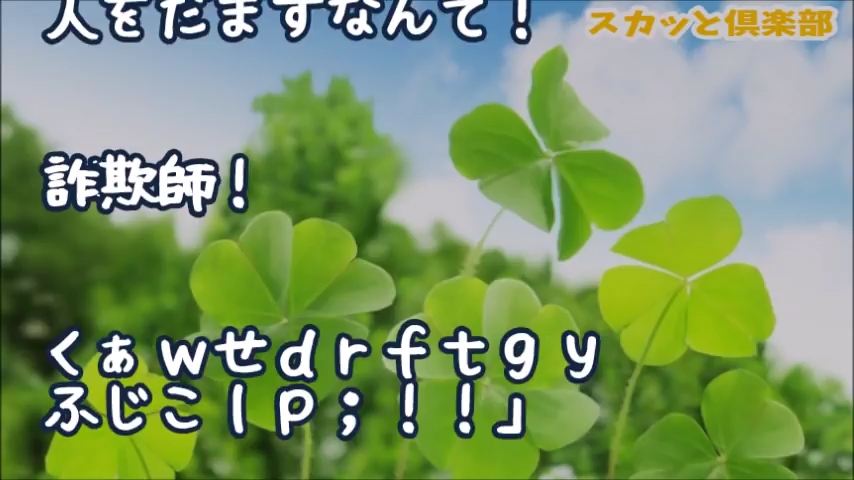 人をだますなんて！
スカッと倶楽部
詐欺師！
くぁｗせｄｒｆｔｇｙ
ふじこｌｐ；！！」